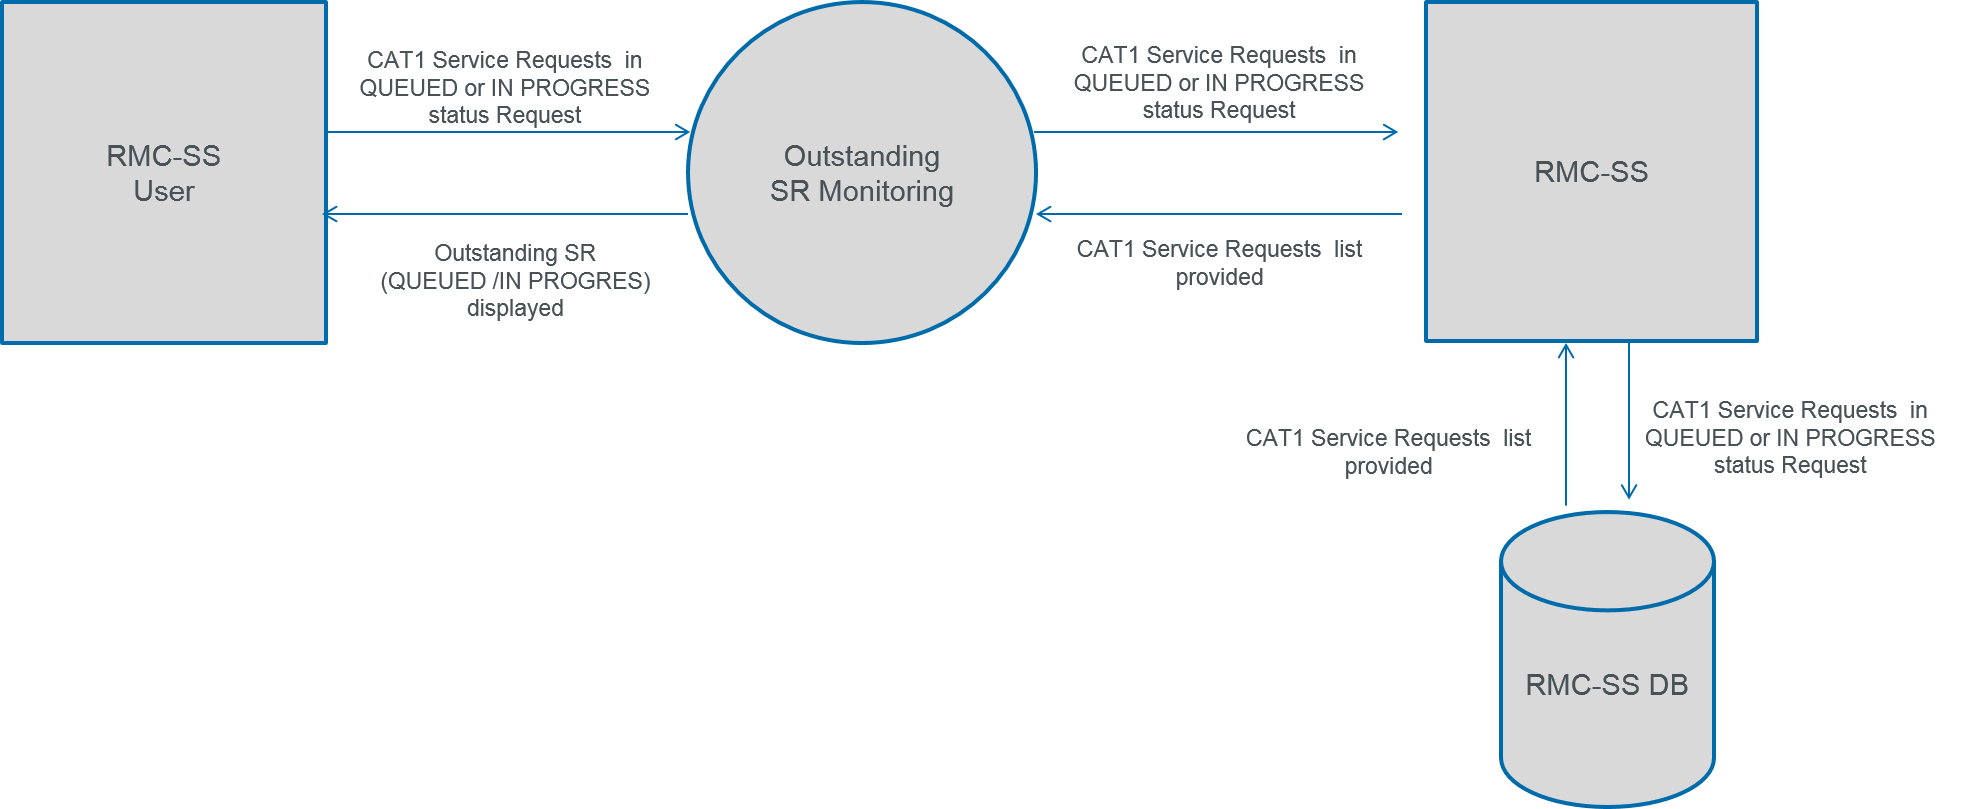 RMC-SS
User
CAT1 Service Requests  in
QUEUED or IN PROGRESS
status Request
Outstanding SR
(QUEUED /IN PROGRES)
displayed
Outstanding
SR Monitoring
CAT1 Service Requests  in
QUEUED or IN PROGRESS
status Request
CAT1 Service Requests  list
provided
RMC-SS
CAT1 Service Requests  list
provided
CAT1 Service Requests  in
QUEUED or IN PROGRESS
status Request
RMC-SS DB